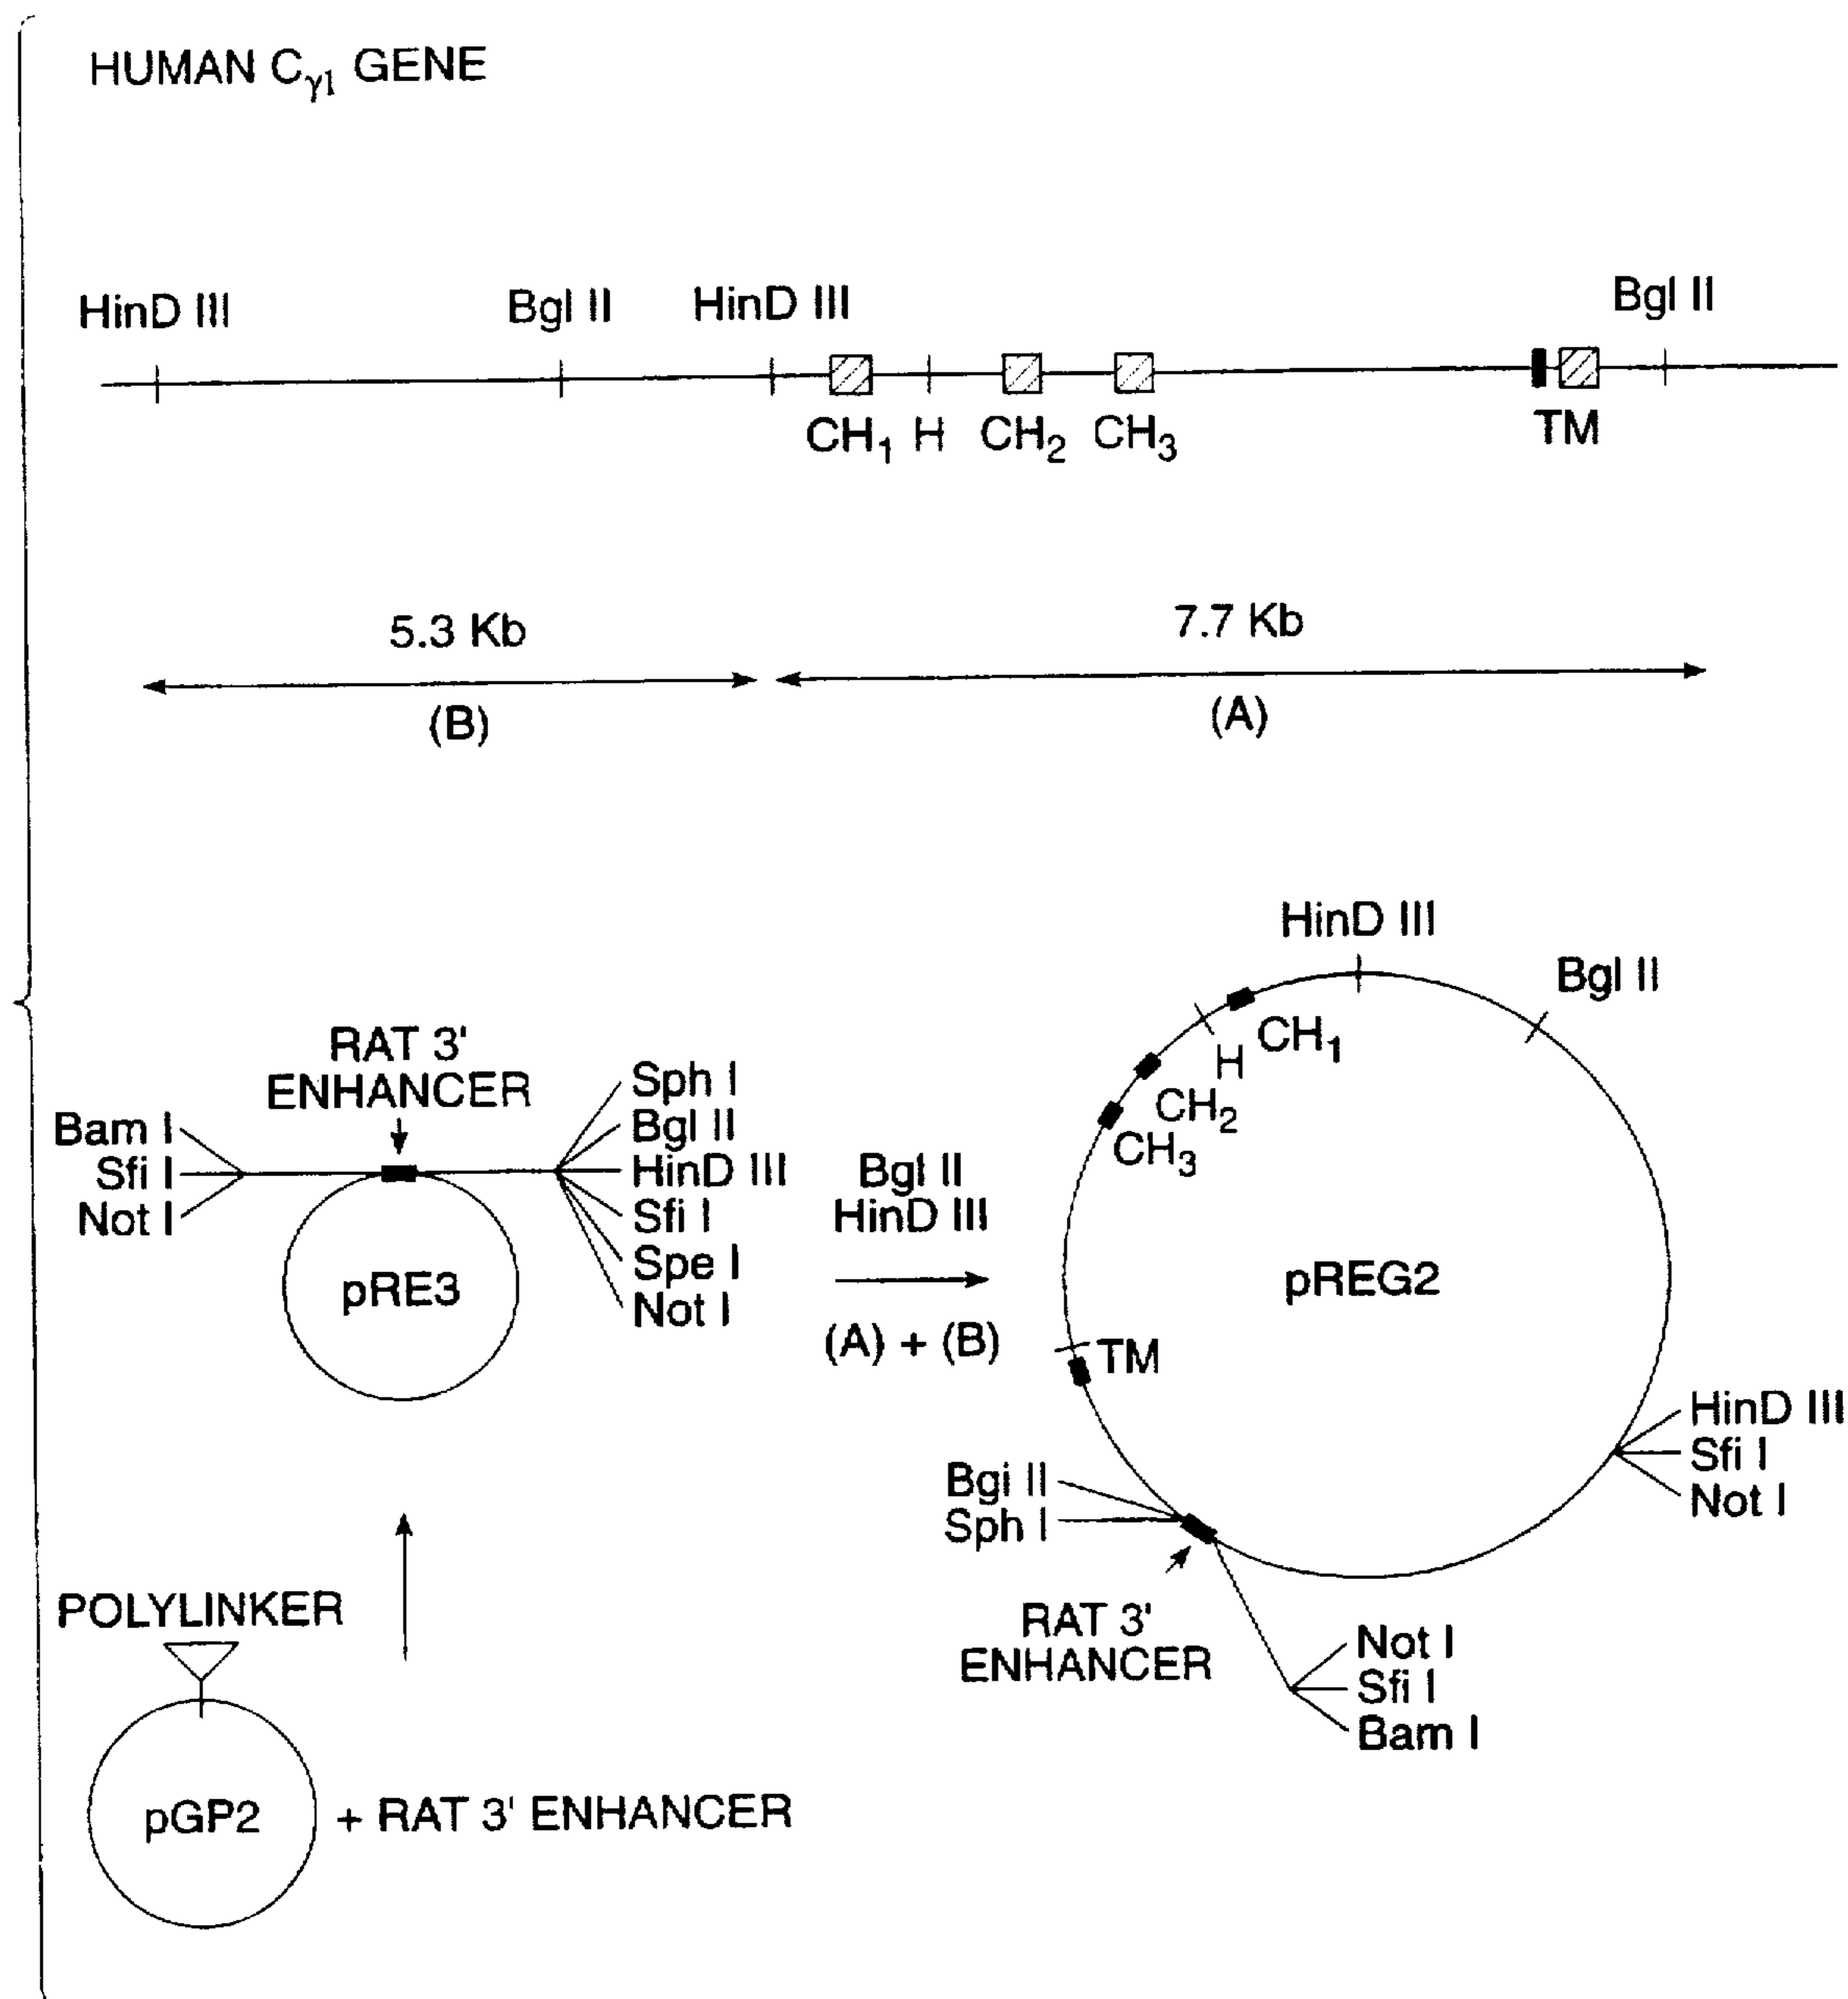 HUMAN Cγ1 GENE
HinD III
Bgl II
HinD III
Bgl II
CH1
H
CH2
CH3
TM
5.3 Kb
7.7 Kb
(B)
(A)
RAT 3'
ENHANCER
Bam I
Sfi I
Not I
Sph I
Bgl II
HinD III
Sfi I
Spe I
Not I
pRE3
Bgl II
HinD III
(A) + (B)
HinD III
Bgl II
CH1
H
CH2
CH3
pREG2
TM
HinD III
Sfi I
Not I
Bgi II
Sph I
RAT 3'
ENHANCER
Not I
Sfi I
Bam I
POLYLINKER
pGP2
+ RAT 3' ENHANCER